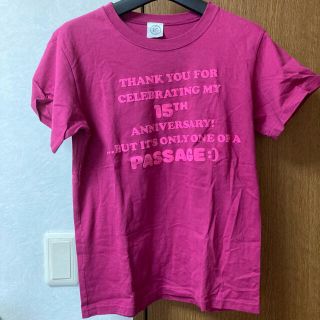 THANK YOU FOR
CELEBRATING MY
15TH
ANNIVERSARY!
...BUT IT'S ONLY ONE OF A
PASSAGE:)